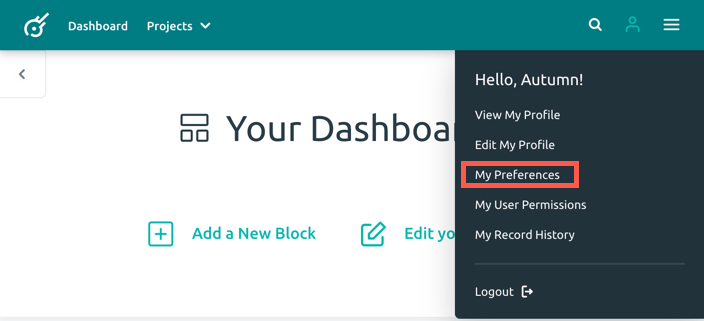 Dashboard
Projects
Hello, Autumn!
View My Profile
Edit My Profile
My Preferences
My User Permissions
My Record History
Logout
Your Dashboa
Add a New Block
Edit yo